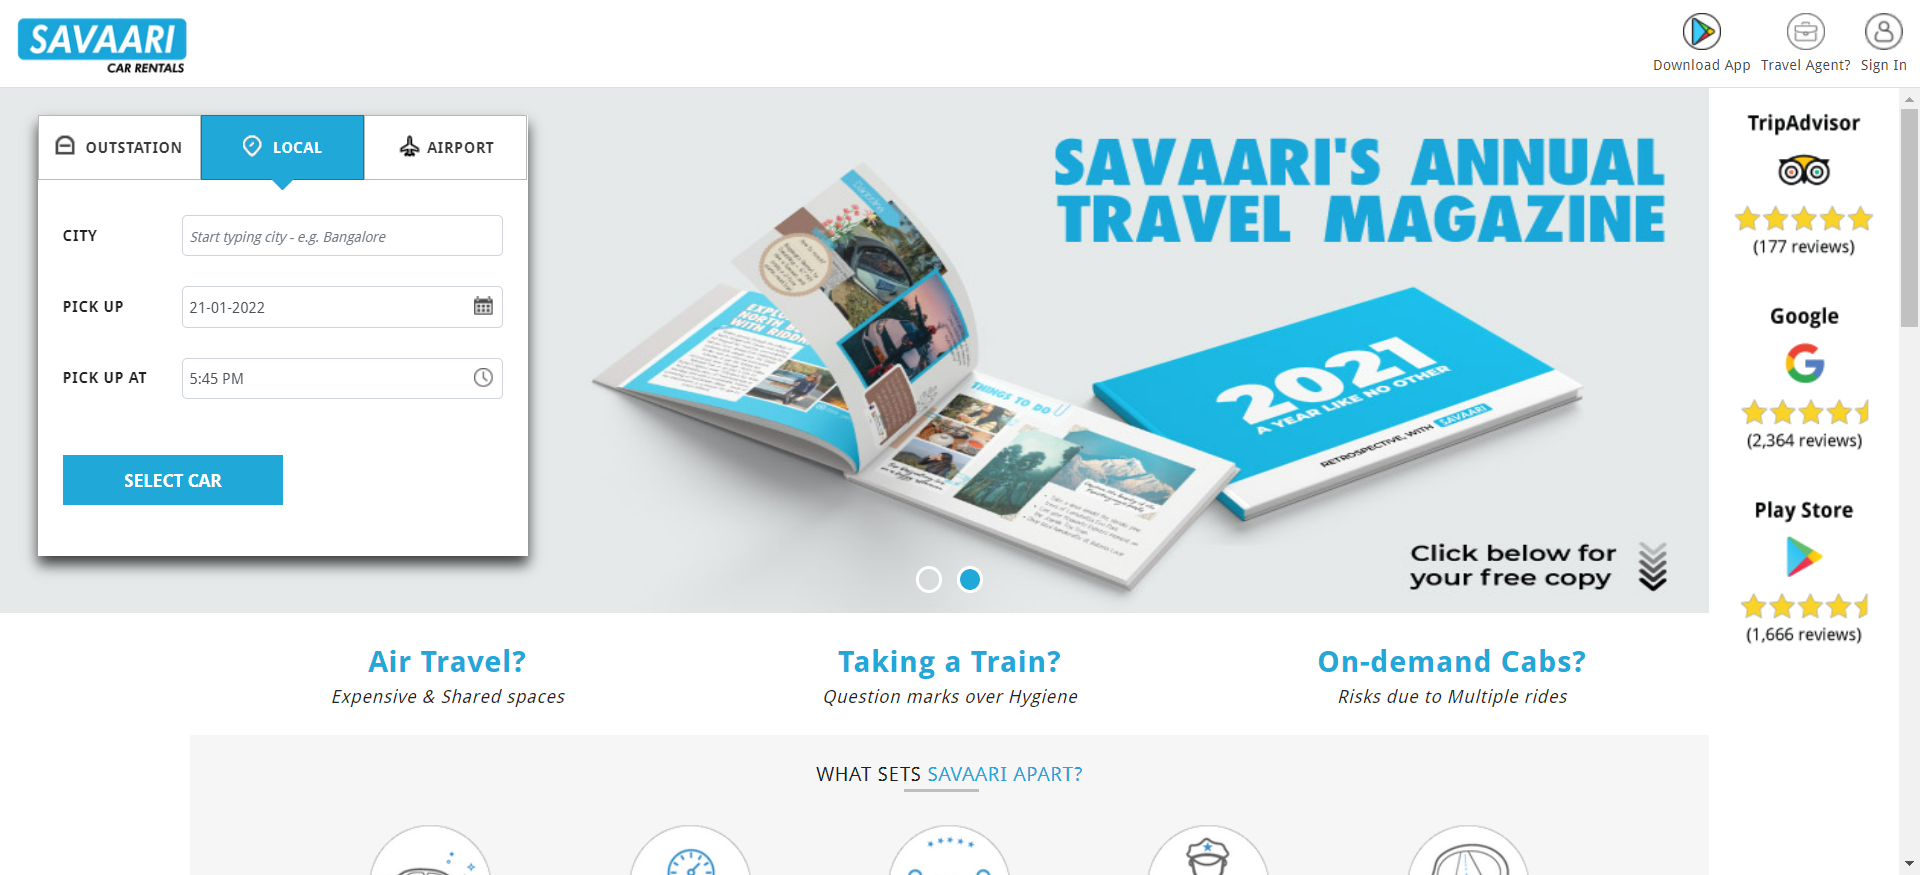 SAVAARI
CAR RENTALS
Download App
Travel Agent?
Sign In
OUTSTATION
LOCAL
AIRPORT
CITY
Start typing city - e.g. Bangalore
PICK UP
21-01-2022
PICK UP AT
5:45 PM
SELECT CAR
SAVAARI'S ANNUAL
TRAVEL MAGAZINE
NORTH
WITH
THINGS TO DO
2021
A YEAR LIKE NO OTHER
RETROSPECTIVE, WITH SAVAARI
Click below for
your free copy
TripAdvisor
(177 reviews)
Google
(2,364 reviews)
Play Store
(1,666 reviews)
Air Travel?
Expensive & Shared spaces
Taking a Train?
Question marks over Hygiene
On-demand Cabs?
Risks due to Multiple rides
WHAT SETS SAVAARI APART?